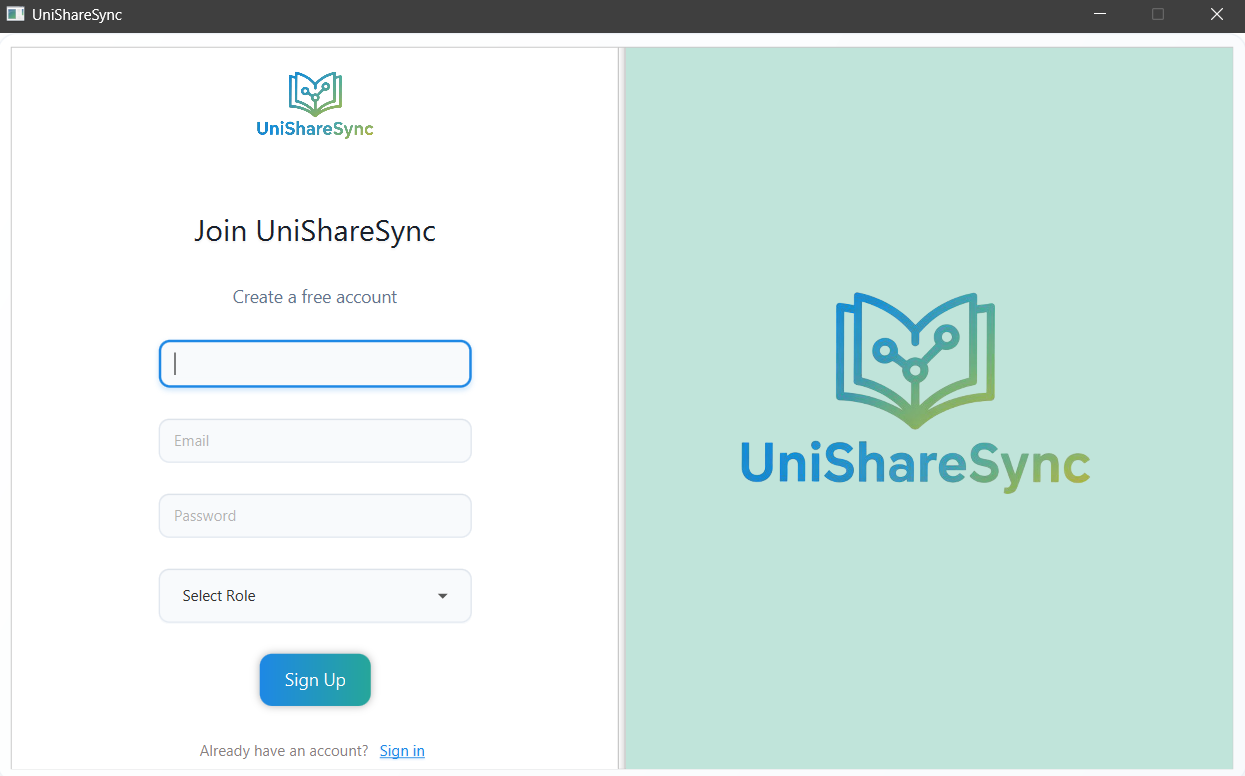 UniShareSync
UniShareSync
Join UniShareSync
Create a free account
Email
Password
Select Role
Sign Up
Already have an account? Sign in
UniShareSync